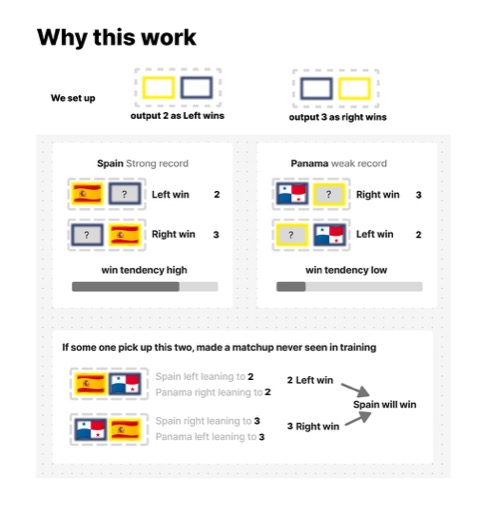 Why this work
We set up
output 2 as Left wins
output 3 as right wins
Spain Strong record
? Left win 2
? Right win 3
win tendency high
Panama weak record
? Right win 3
? Left win 2
win tendency low
If some one pick up this two, made a matchup never seen in training
Spain left leaning to 2
Panama right leaning to 2
2 Left win
Spain will win
Spain right leaning to 3
Panama left leaning to 3
3 Right win